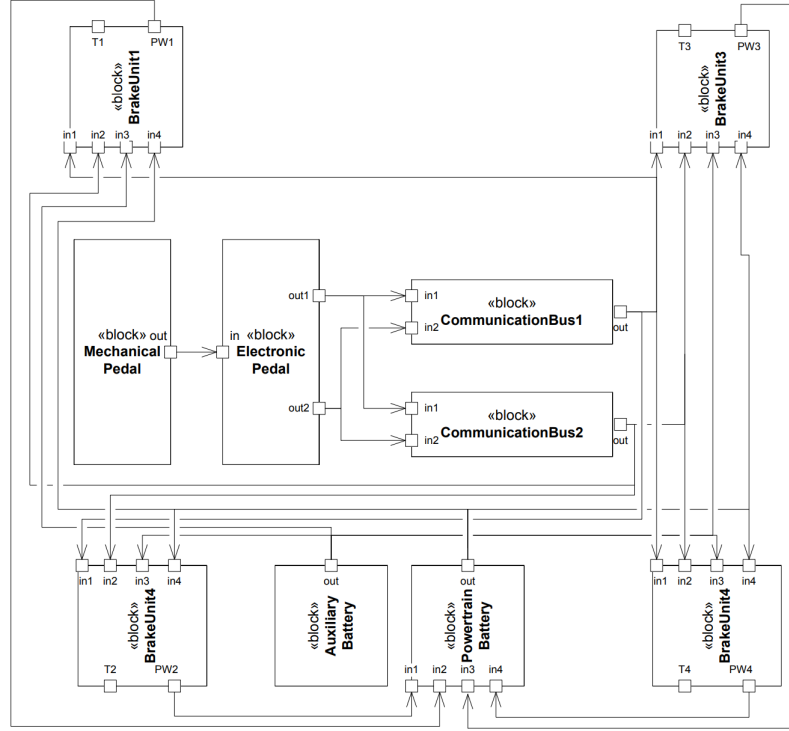 T1
PW1
«block»
BrakeUnit1
in1
in2
in3
in4
T3
PW3
«block»
BrakeUnit3
in1
in2
in3
in4
«block»
Mechanical
Pedal
out
in
«block»
Electronic
Pedal
out1
out2
«block»
CommunicationBus1
in1
in2
out
«block»
CommunicationBus2
in1
in2
out
in1
in2
in3
in4
«block»
BrakeUnit4
T2
PW2
out
«block»
Auxiliary
Battery
out
«block»
Powertrain
Battery
in1
in2
in3
in4
in1
in2
in3
in4
«block»
BrakeUnit4
T4
PW4